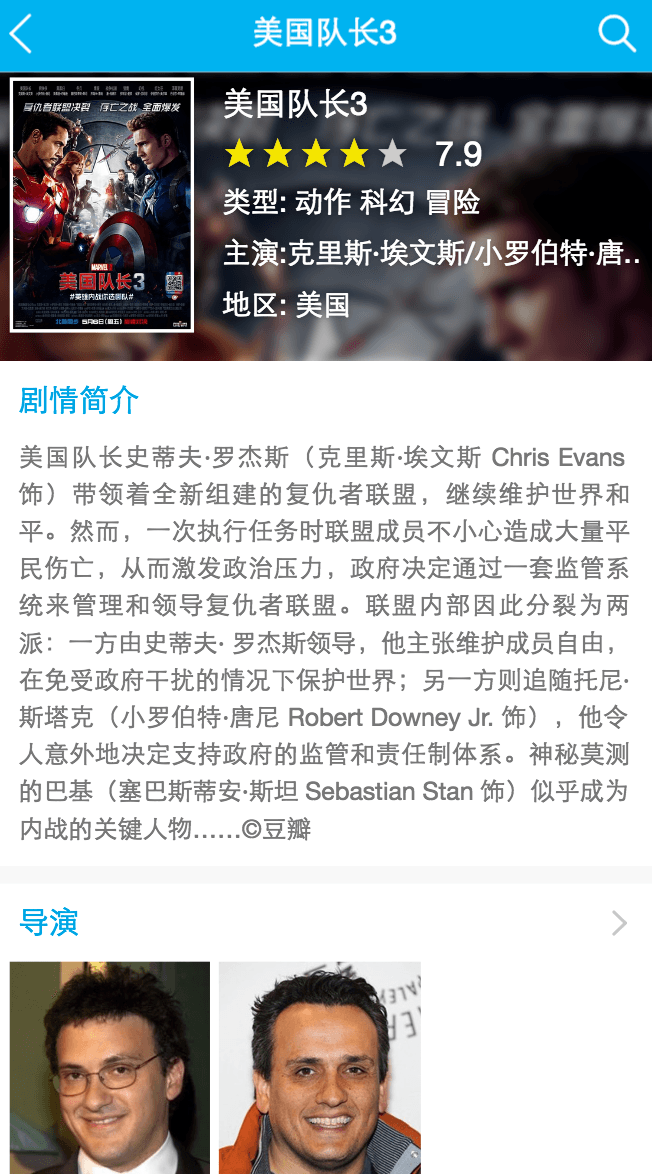 美国队长3
复仇者联盟决裂 存亡之战 全面爆发
MARVEL
美国队长3
#英雄内战你选哪队#
美国队长3
7.9
类型: 动作 科幻 冒险
主演:克里斯·埃文斯/小罗伯特·唐..
地区: 美国
剧情简介
美国队长史蒂夫·罗杰斯（克里斯·埃文斯 Chris Evans
饰）带领着全新组建的复仇者联盟，继续维护世界和
平。然而，一次执行任务时联盟成员不小心造成大量平
民伤亡，从而激发政治压力，政府决定通过一套监管系
统来管理和领导复仇者联盟。联盟内部因此分裂为两
派：一方由史蒂夫· 罗杰斯领导，他主张维护成员自由，
在免受政府干扰的情况下保护世界；另一方则追随托尼·
斯塔克（小罗伯特·唐尼 Robert Downey Jr. 饰），他令
人意外地决定支持政府的监管和责任制体系。神秘莫测
的巴基（塞巴斯蒂安·斯坦 Sebastian Stan 饰）似乎成为
内战的关键人物……©豆瓣
导演